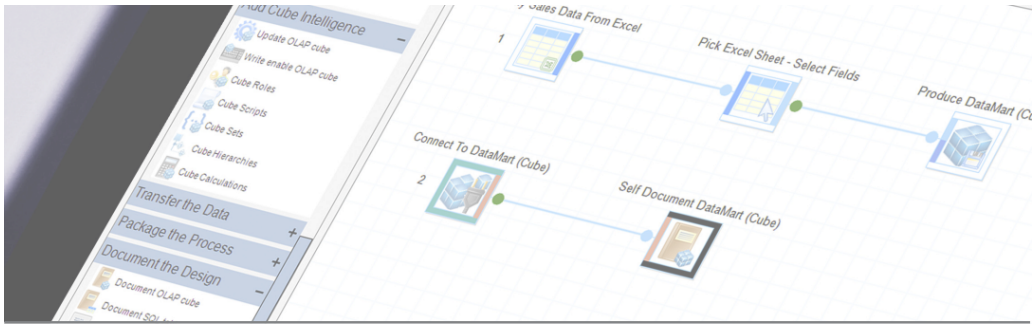 Add Cube Intelligence −
Update OLAP cube
Write enable OLAP cube
Cube Roles
Cube Scripts
Cube Sets
Cube Hierarchies
Cube Calculations
Transfer the Data +
Package the Process +
Document the Design −
Document OLAP cube
Document SQL
Sales Data From Excel
1
Pick Excel Sheet - Select Fields
Produce DataMart
Connect To DataMart (Cube)
2
Self Document DataMart (Cube)